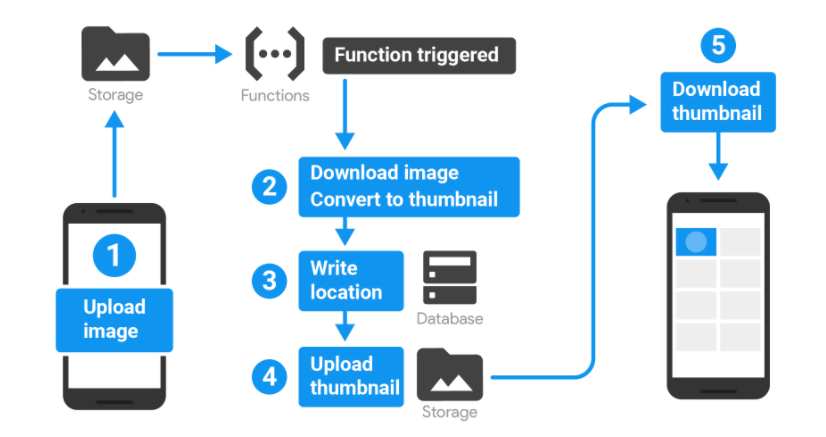 Storage
Functions
Function triggered
1
Upload
image
2
Download image
Convert to thumbnail
3
Write
location
Database
4
Upload
thumbnail
Storage
5
Download
thumbnail